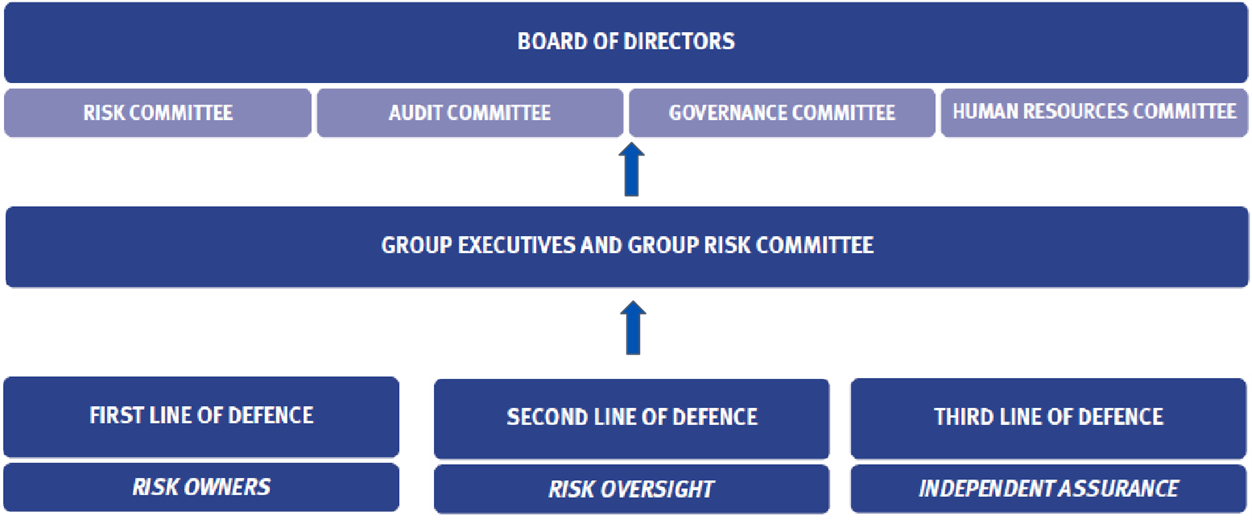 BOARD OF DIRECTORS
RISK COMMITTEE
AUDIT COMMITTEE
GOVERNANCE COMMITTEE
HUMAN RESOURCES COMMITTEE
GROUP EXECUTIVES AND GROUP RISK COMMITTEE
FIRST LINE OF DEFENCE
RISK OWNERS
SECOND LINE OF DEFENCE
RISK OVERSIGHT
THIRD LINE OF DEFENCE
INDEPENDENT ASSURANCE